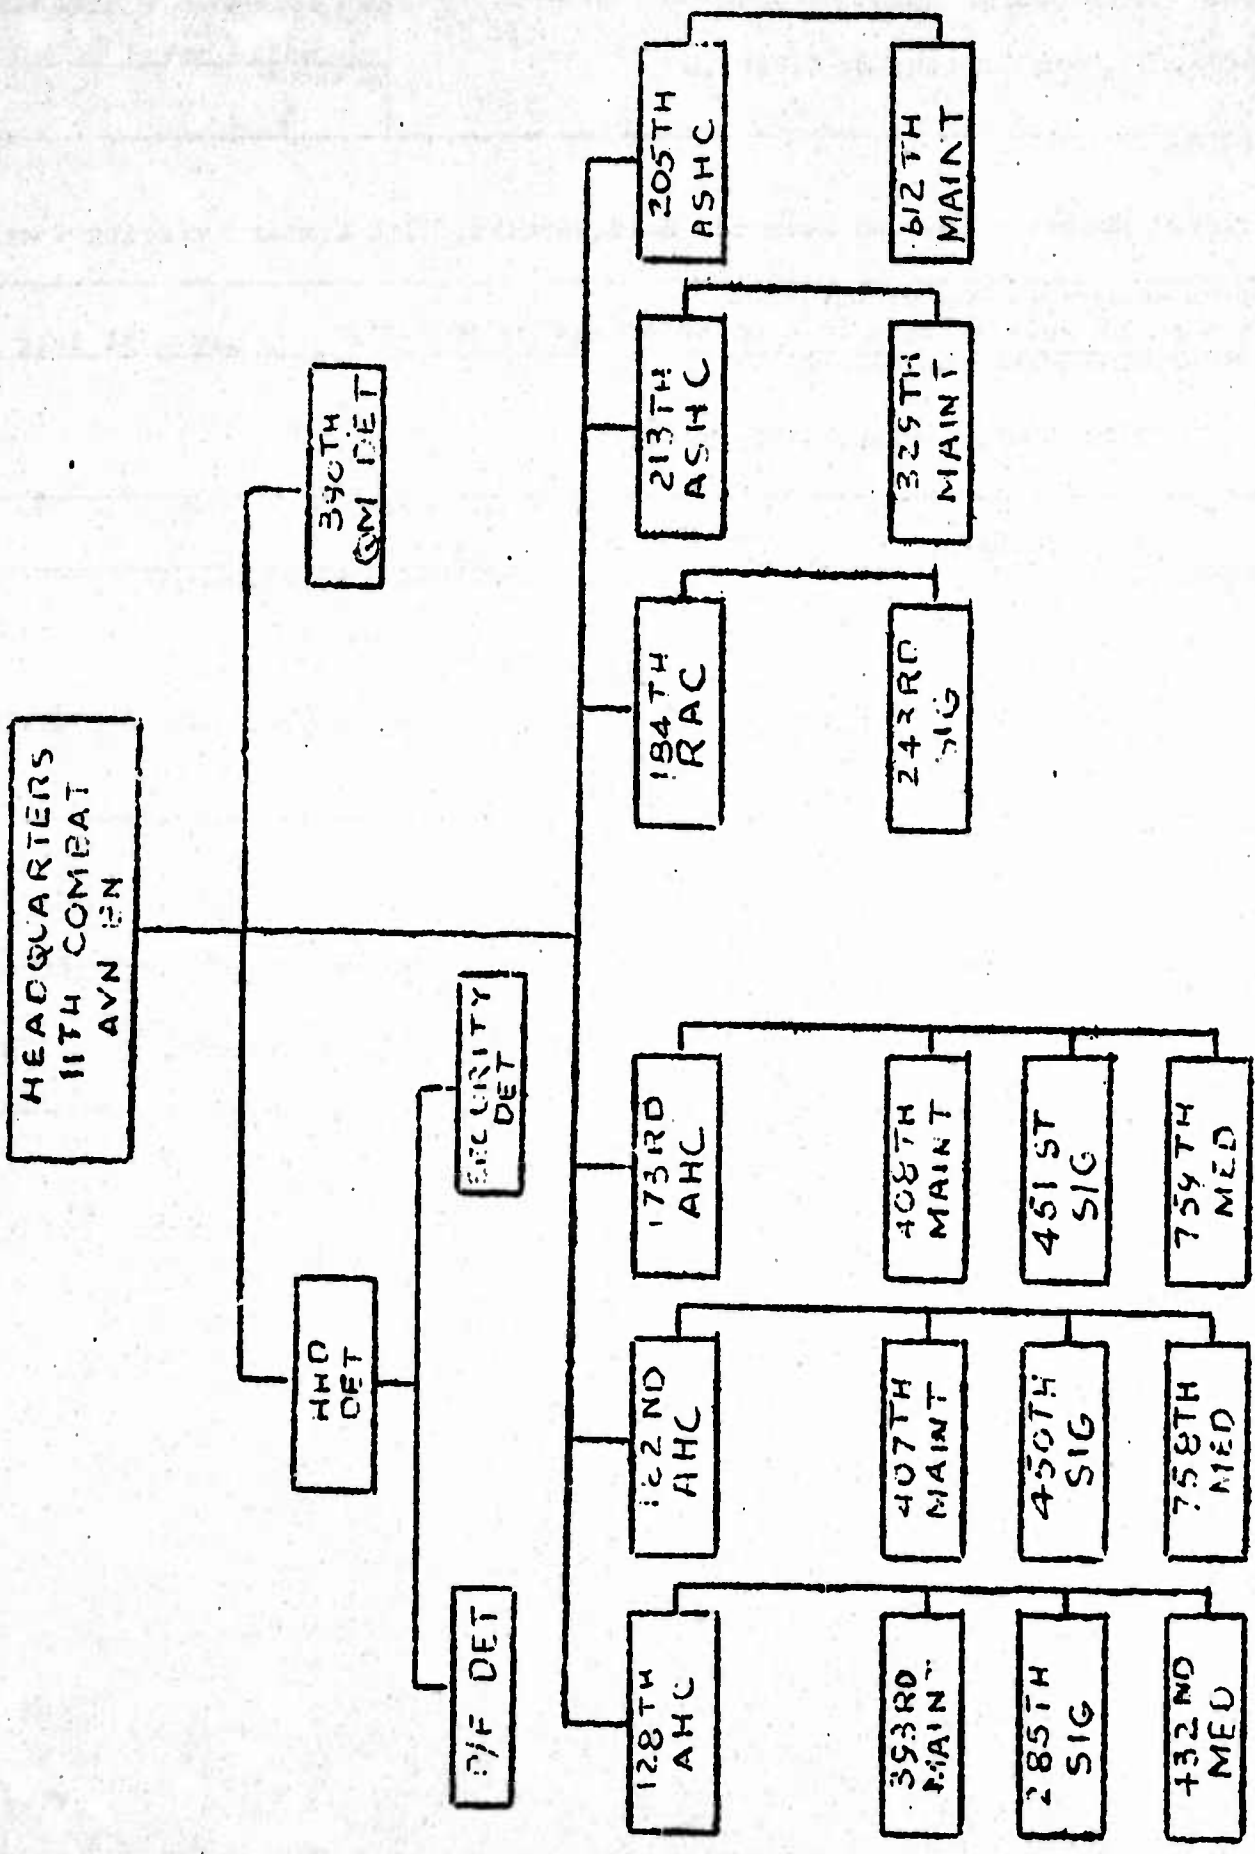 HEADQUARTERS
11TH COMBAT
AVN BN
HHD
DET
390TH
QM DET
P/F DET
SECURITY
DET
128TH
AHC
AHC
173RD
AHC
184TH
RAC
213TH
ASHC
205TH
ASHC
393RD
MAINT
407TH
MAINT
408TH
MAINT
243RD
SIG
329TH
MAINT
612TH
MAINT
285TH
SIG
450TH
SIG
451ST
SIG
432ND
MED
758TH
MED
759TH
MED